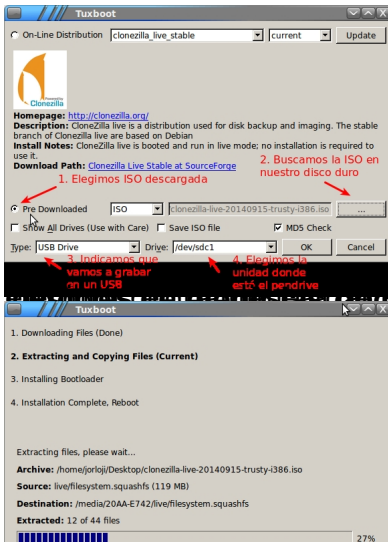 Tuxboot
On-Line Distribution clonezilla_live_stable current Update
Clonezilla
Homepage: http://clonezilla.org/
Description: CloneZilla live is a distribution used for disk backup and imaging. The stable
branch of Clonezilla live are based on Debian
Install Notes: CloneZilla live is booted and run in live mode; no installation is required to
use it.
Download Path: Clonezilla Live Stable at SourceForge
2. Buscamos la ISO en
nuestro disco duro
1. Elegimos ISO descargada
Pre Downloaded ISO clonezilla-live-20140915-trusty-i386.iso ...
Show All Drives (Use with Care) Save ISO file MD5 Check
Type: USB Drive Drive: /dev/sdc1 OK Cancel
3. Indicamos que
vamos a grabar
en un USB
4. Elegimos la
unidad donde
está el pendrive
Tuxboot
1. Downloading Files (Done)
2. Extracting and Copying Files (Current)
3. Installing Bootloader
4. Installation Complete, Reboot
Extracting files, please wait...
Archive: /home/jorloji/Desktop/clonezilla-live-20140915-trusty-i386.iso
Source: live/filesystem.squashfs (119 MB)
Destination: /media/20AA-E742/live/filesystem.squashfs
Extracted: 12 of 44 files
27%